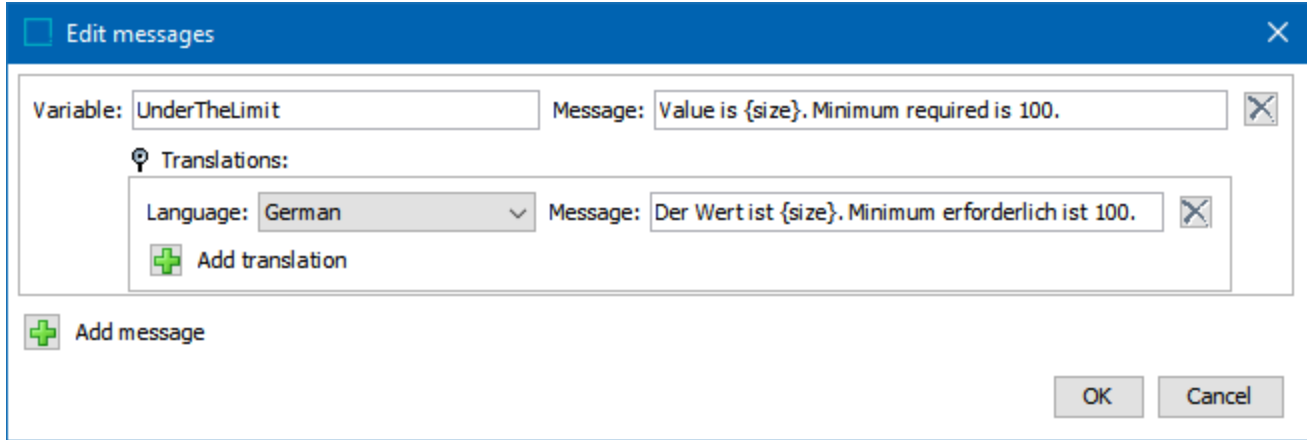 Edit messages
Variable: UnderTheLimit Message: Value is {size}. Minimum required is 100.
Translations:
Language: German Message: Der Wert ist {size}. Minimum erforderlich ist 100.
Add translation
Add message
OK Cancel